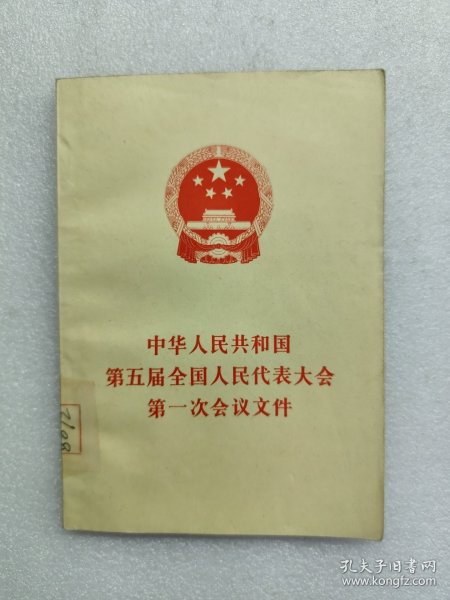 中华人民共和国
第五届全国人民代表大会
第一次会议文件
7108
孔夫子旧书网
www.kongfz.com